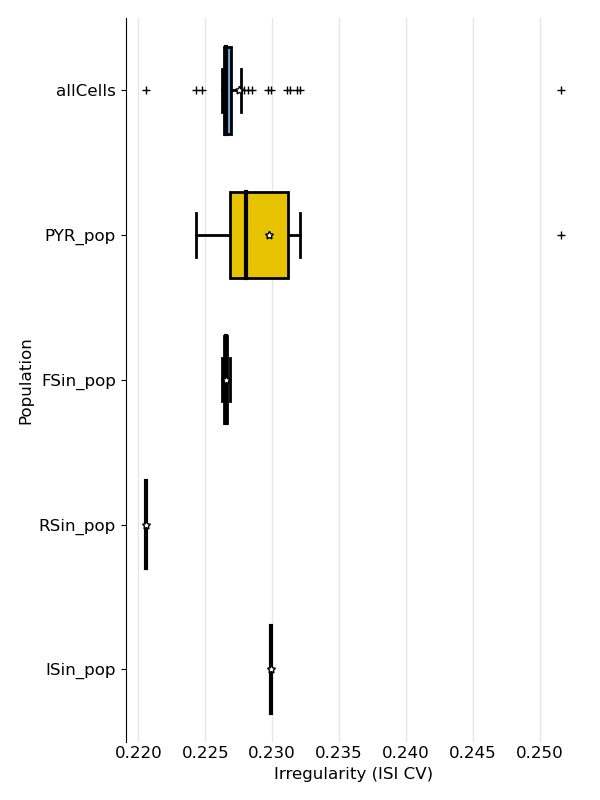 allCells
PYR_pop
FSin_pop
RSin_pop
ISin_pop
Population
0.220 0.225 0.230 0.235 0.240 0.245 0.250
Irregularity (ISI CV)